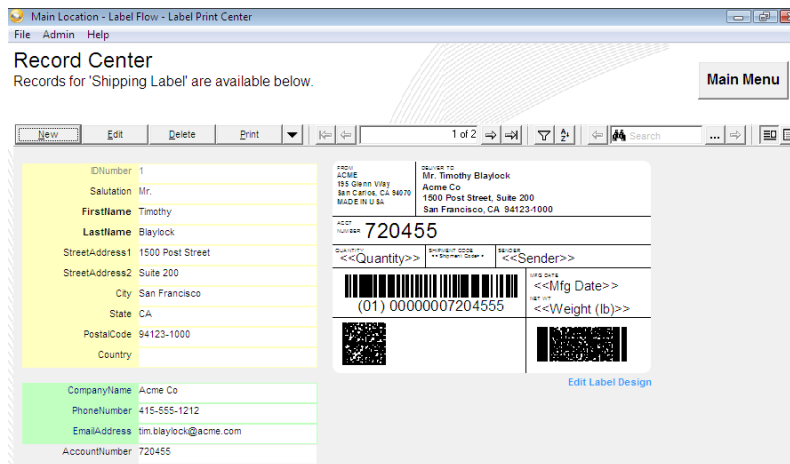 Main Location - Label Flow - Label Print Center
File Admin Help
Record Center
Records for 'Shipping Label' are available below.
Main Menu
New Edit Delete Print 1 of 2 Search ...
IDNumber 1
Salutation Mr.
FirstName Timothy
LastName Blaylock
StreetAddress1 1500 Post Street
StreetAddress2 Suite 200
City San Francisco
State CA
PostalCode 94123-1000
Country
CompanyName Acme Co
PhoneNumber 415-555-1212
EmailAddress tim.blaylock@acme.com
AccountNumber 720455
FROM
ACME
195 Glenn Way
San Carlos, CA 94070
MADE IN USA
DELIVER TO
Mr. Timothy Blaylock
Acme Co
1500 Post Street, Suite 200
San Francisco, CA 94123-1000
ACCT
NUMBER 720455
QUANTITY
<<Quantity>>
SHIPMENT CODE
<<Shipment Code>>
SENDER
<<Sender>>
(01) 00000007204555
MFG DATE
<<Mfg Date>>
NET WT
<<Weight (lb)>>
Edit Label Design